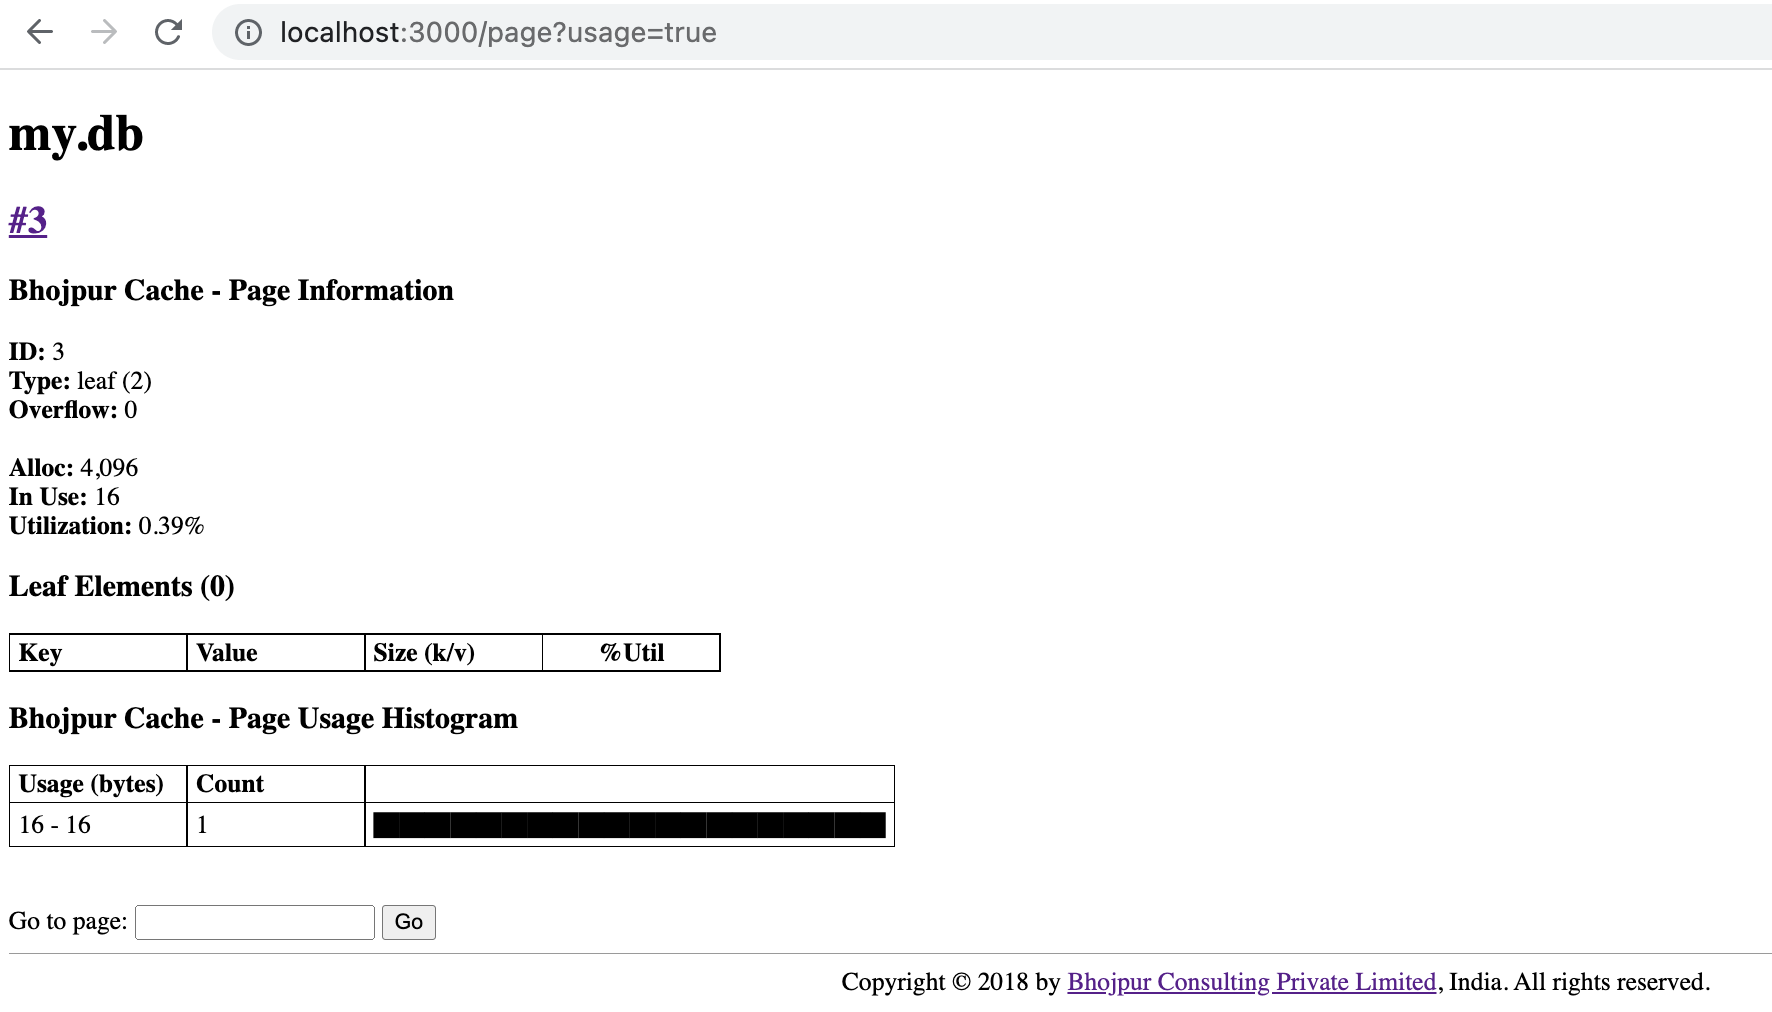 localhost:3000/page?usage=true
my.db
#3
Bhojpur Cache - Page Information
ID: 3
Type: leaf (2)
Overflow: 0
Alloc: 4,096
In Use: 16
Utilization: 0.39%
Leaf Elements (0)
Key Value Size (k/v) %Util
Bhojpur Cache - Page Usage Histogram
Usage (bytes) Count
16 - 16 1
Go to page: Go
Copyright © 2018 by Bhojpur Consulting Private Limited, India. All rights reserved.